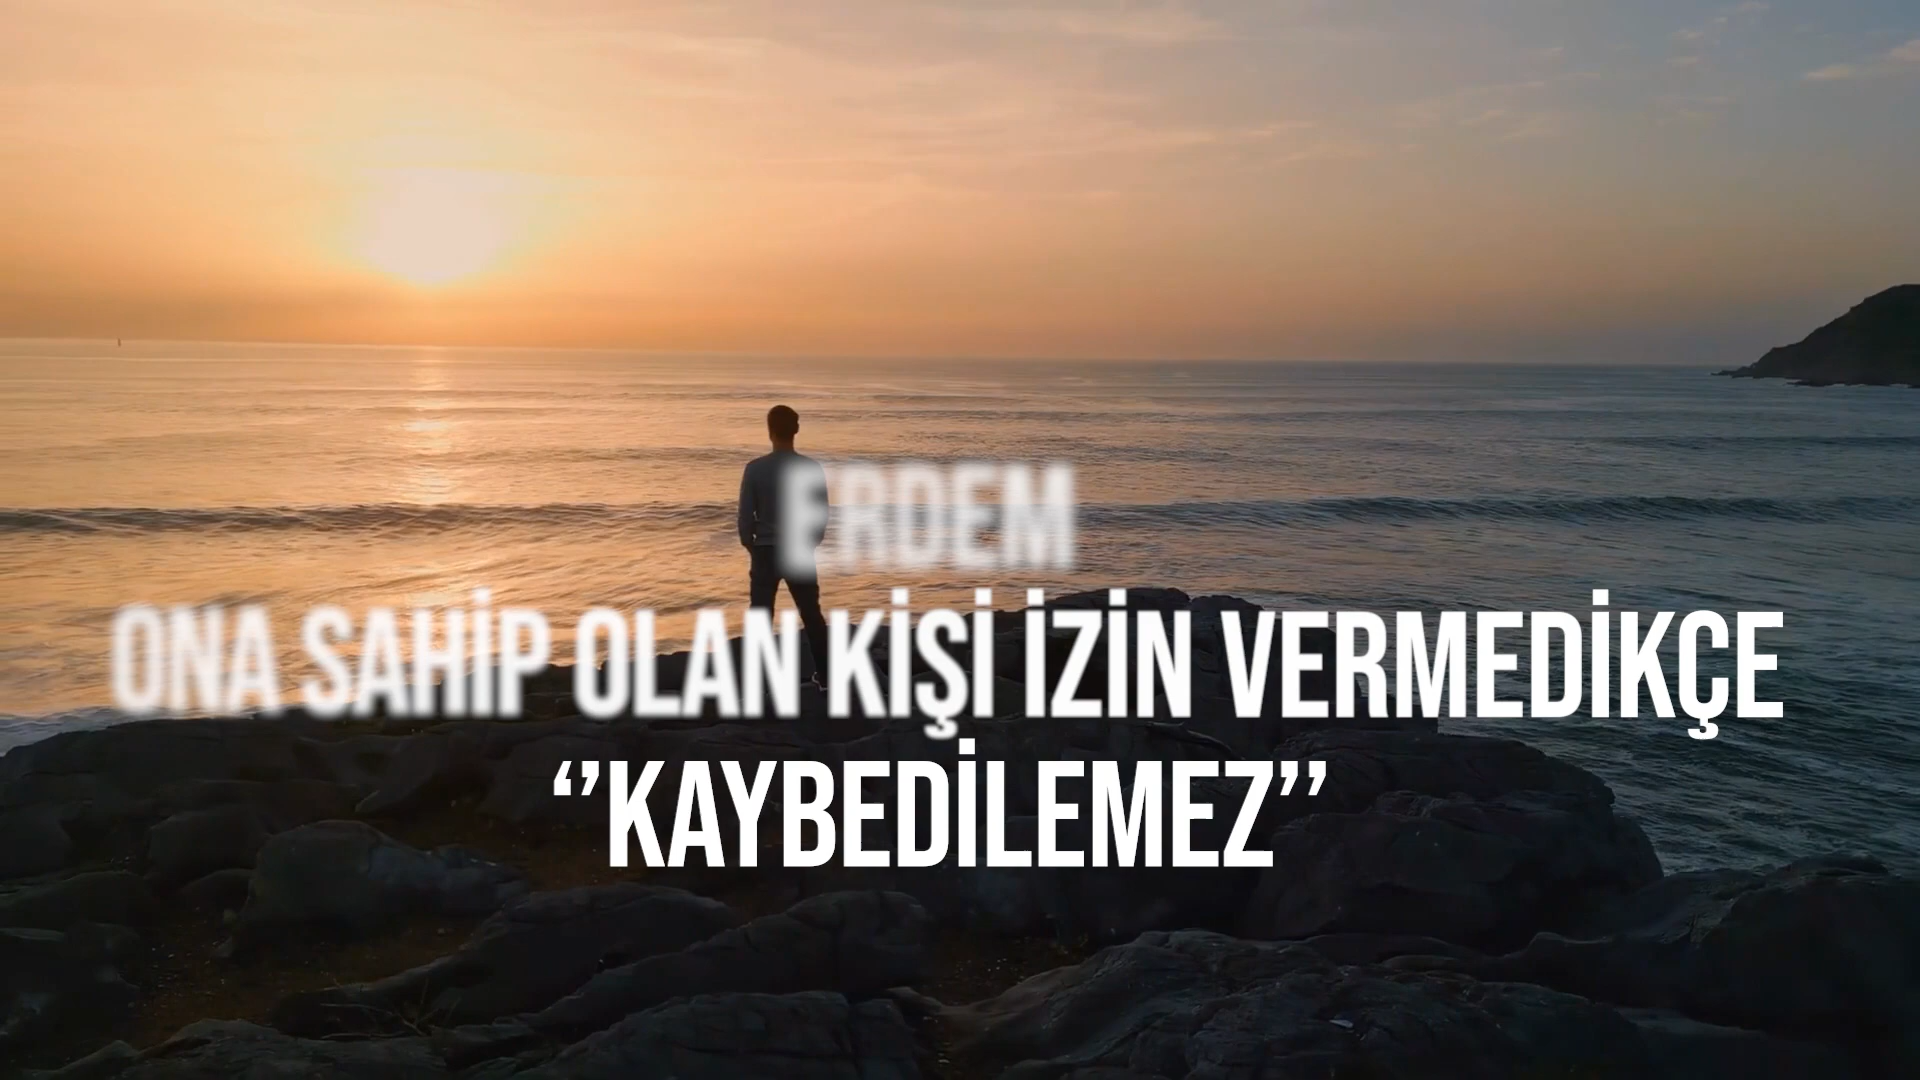 ERDEM
ONA SAHİP OLAN KİŞİ İZİN VERMEDİKÇE
‘’KAYBEDİLEMEZ’’